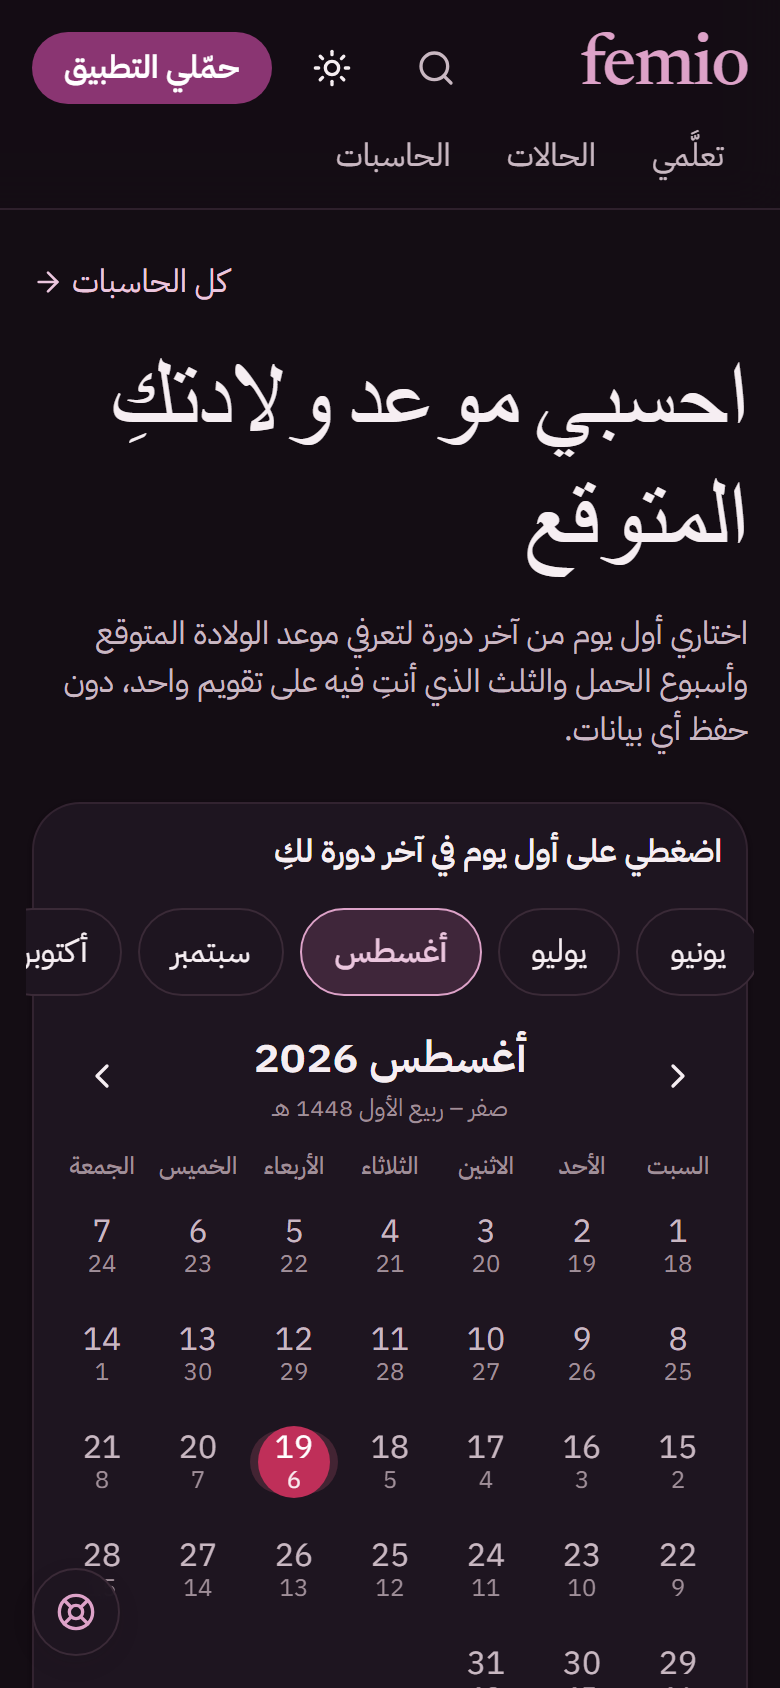 femio
حمّلي التطبيق
تعلَّمي الحالات الحاسبات
كل الحاسبات
احسبي موعد ولادتكِ
المتوقع
اختاري أول يوم من آخر دورة لتعرفي موعد الولادة المتوقع
وأسبوع الحمل والثلث الذي أنتِ فيه على تقويم واحد، دون
حفظ أي بيانات.
اضغطي على أول يوم في آخر دورة لكِ
يونيو يوليو أغسطس سبتمبر أكتوبر
أغسطس 2026
صفر – ربيع الأول 1448 هـ
السبت الأحد الاثنين الثلاثاء الأربعاء الخميس الجمعة
1 2 3 4 5 6 7
18 19 20 21 22 23 24
8 9 10 11 12 13 14
25 26 27 28 29 30 1
15 16 17 18 19 20 21
2 3 4 5 6 7 8
22 23 24 25 26 27 28
9 10 11 12 13 14
29 30 31